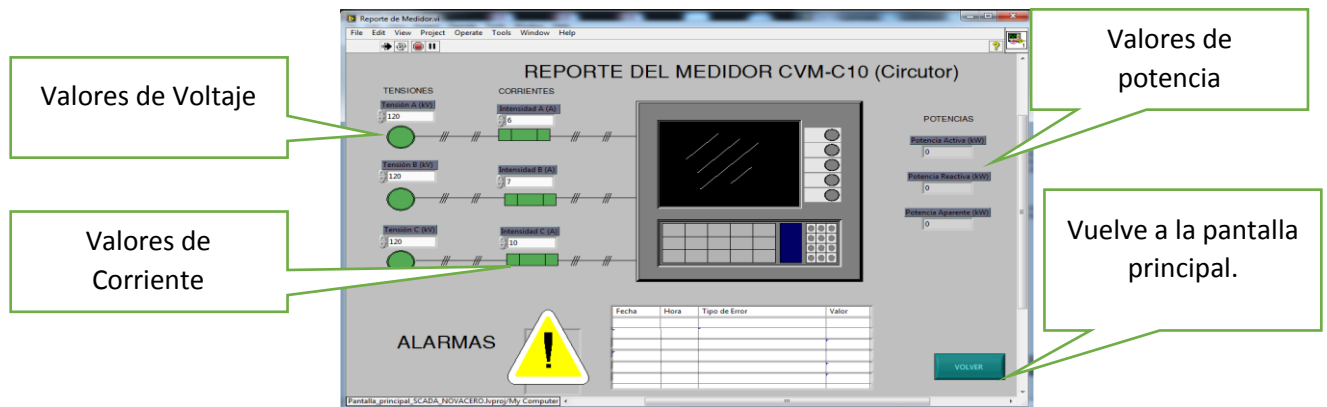 Reporte de Medidor.vi
File Edit View Project Operate Tools Window Help
REPORTE DEL MEDIDOR CVM-C10 (Circutor)
Valores de Voltaje
Valores de
Corriente
TENSIONES
Tensión A (kV)
120
Tensión B (kV)
120
Tensión C (kV)
120
CORRIENTES
Intensidad A (A)
6
Intensidad B (A)
7
Intensidad C (A)
10
POTENCIAS
Potencia Activa (kW)
0
Potencia Reactiva (kW)
0
Potencia Aparente (kW)
0
Valores de
potencia
Vuelve a la pantalla
principal.
ALARMAS
!
Fecha Hora Tipo de Error Valor
VOLVER
Pantalla_principal_SCADA_NOVACERO.lvproj/My Computer